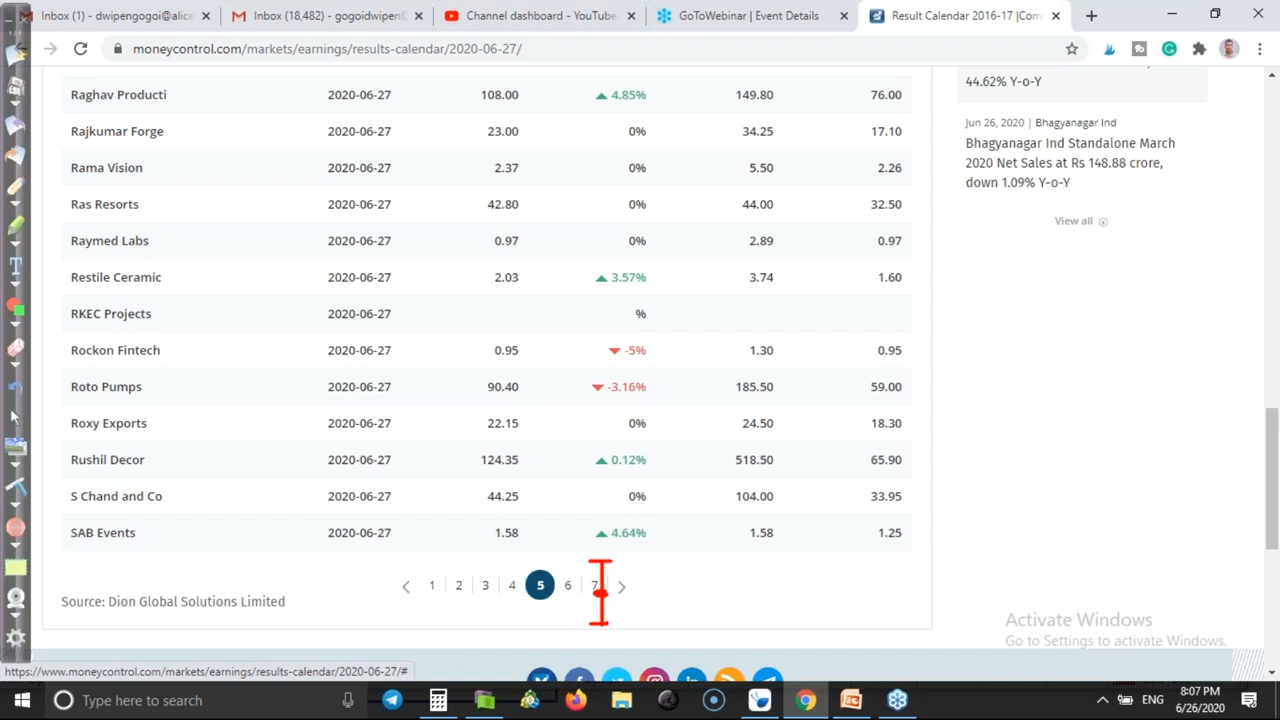 Inbox (1) - dwipengogoi@alice
Inbox (18,482) - gogoidwipen
Channel dashboard - YouTube
GoToWebinar | Event Details
Result Calendar 2016-17 |Com
moneycontrol.com/markets/earnings/results-calendar/2020-06-27/
Raghav Producti 2020-06-27 108.00 4.85% 149.80 76.00
Rajkumar Forge 2020-06-27 23.00 0% 34.25 17.10
Rama Vision 2020-06-27 2.37 0% 5.50 2.26
Ras Resorts 2020-06-27 42.80 0% 44.00 32.50
Raymed Labs 2020-06-27 0.97 0% 2.89 0.97
Restile Ceramic 2020-06-27 2.03 3.57% 3.74 1.60
RKEC Projects 2020-06-27 %
Rockon Fintech 2020-06-27 0.95 -5% 1.30 0.95
Roto Pumps 2020-06-27 90.40 -3.16% 185.50 59.00
Roxy Exports 2020-06-27 22.15 0% 24.50 18.30
Rushil Decor 2020-06-27 124.35 0.12% 518.50 65.90
S Chand and Co 2020-06-27 44.25 0% 104.00 33.95
SAB Events 2020-06-27 1.58 4.64% 1.58 1.25
1 2 3 4 5 6 7
Source: Dion Global Solutions Limited
44.62% Y-o-Y
Jun 26, 2020 | Bhagyanagar Ind
Bhagyanagar Ind Standalone March
2020 Net Sales at Rs 148.88 crore,
down 1.09% Y-o-Y
View all
Activate Windows
Go to Settings to activate Windows.
https://www.moneycontrol.com/markets/earnings/results-calendar/2020-06-27/#
Type here to search
ENG
8:07 PM
6/26/2020